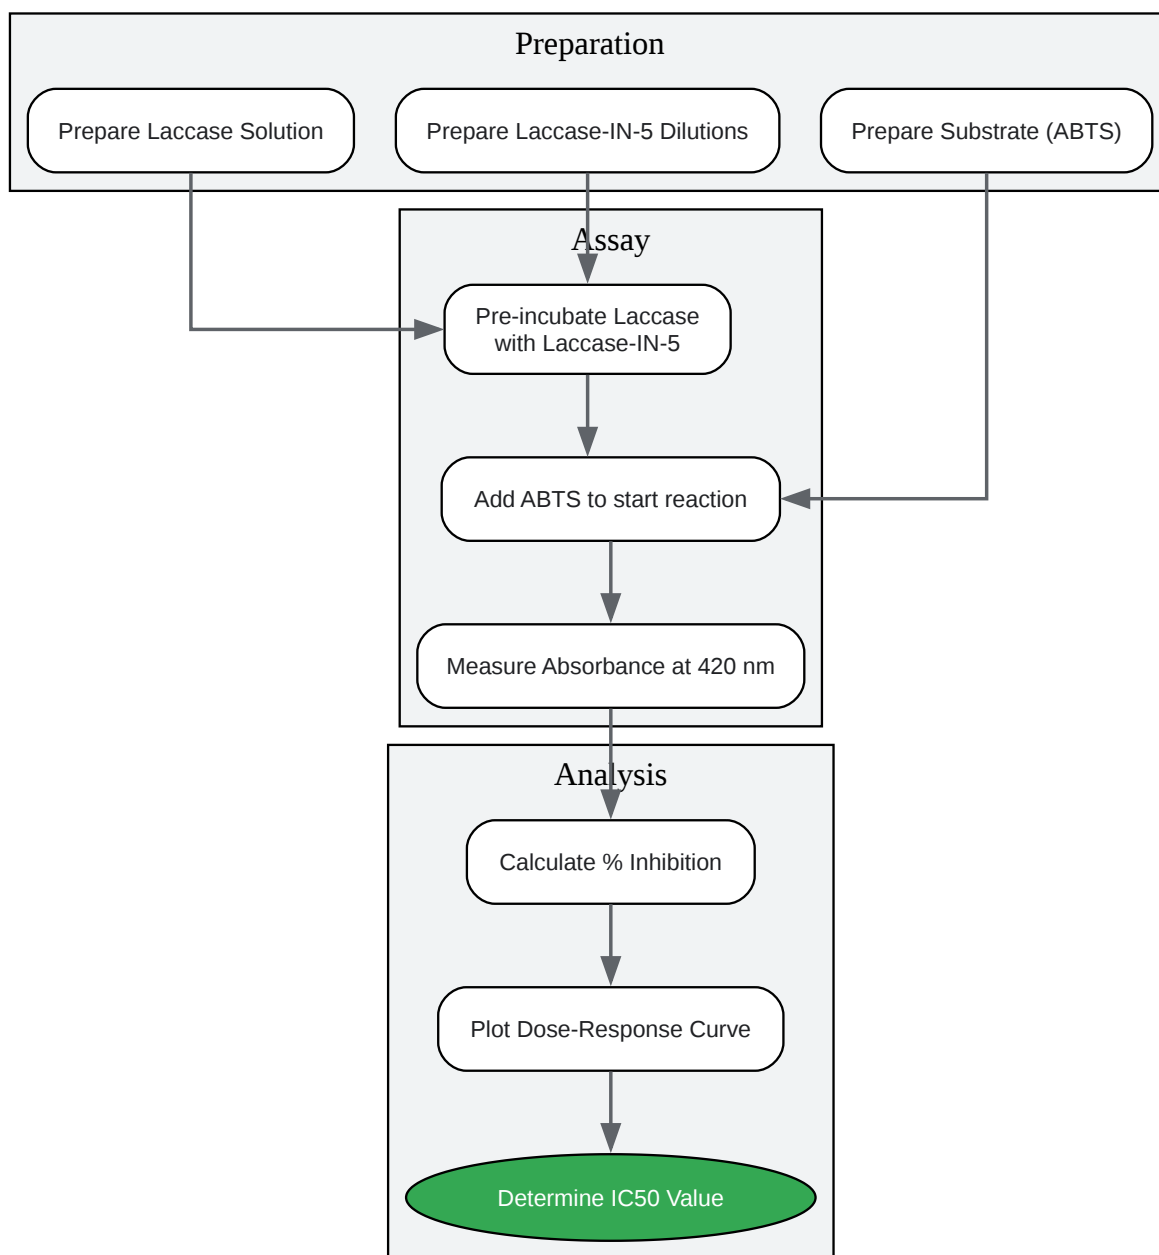 Preparation
Prepare Laccase Solution
Prepare Laccase-IN-5 Dilutions
Prepare Substrate (ABTS)
Assay
Pre-incubate Laccase
with Laccase-IN-5
Add ABTS to start reaction
Measure Absorbance at 420 nm
Analysis
Calculate % Inhibition
Plot Dose-Response Curve
Determine IC50 Value